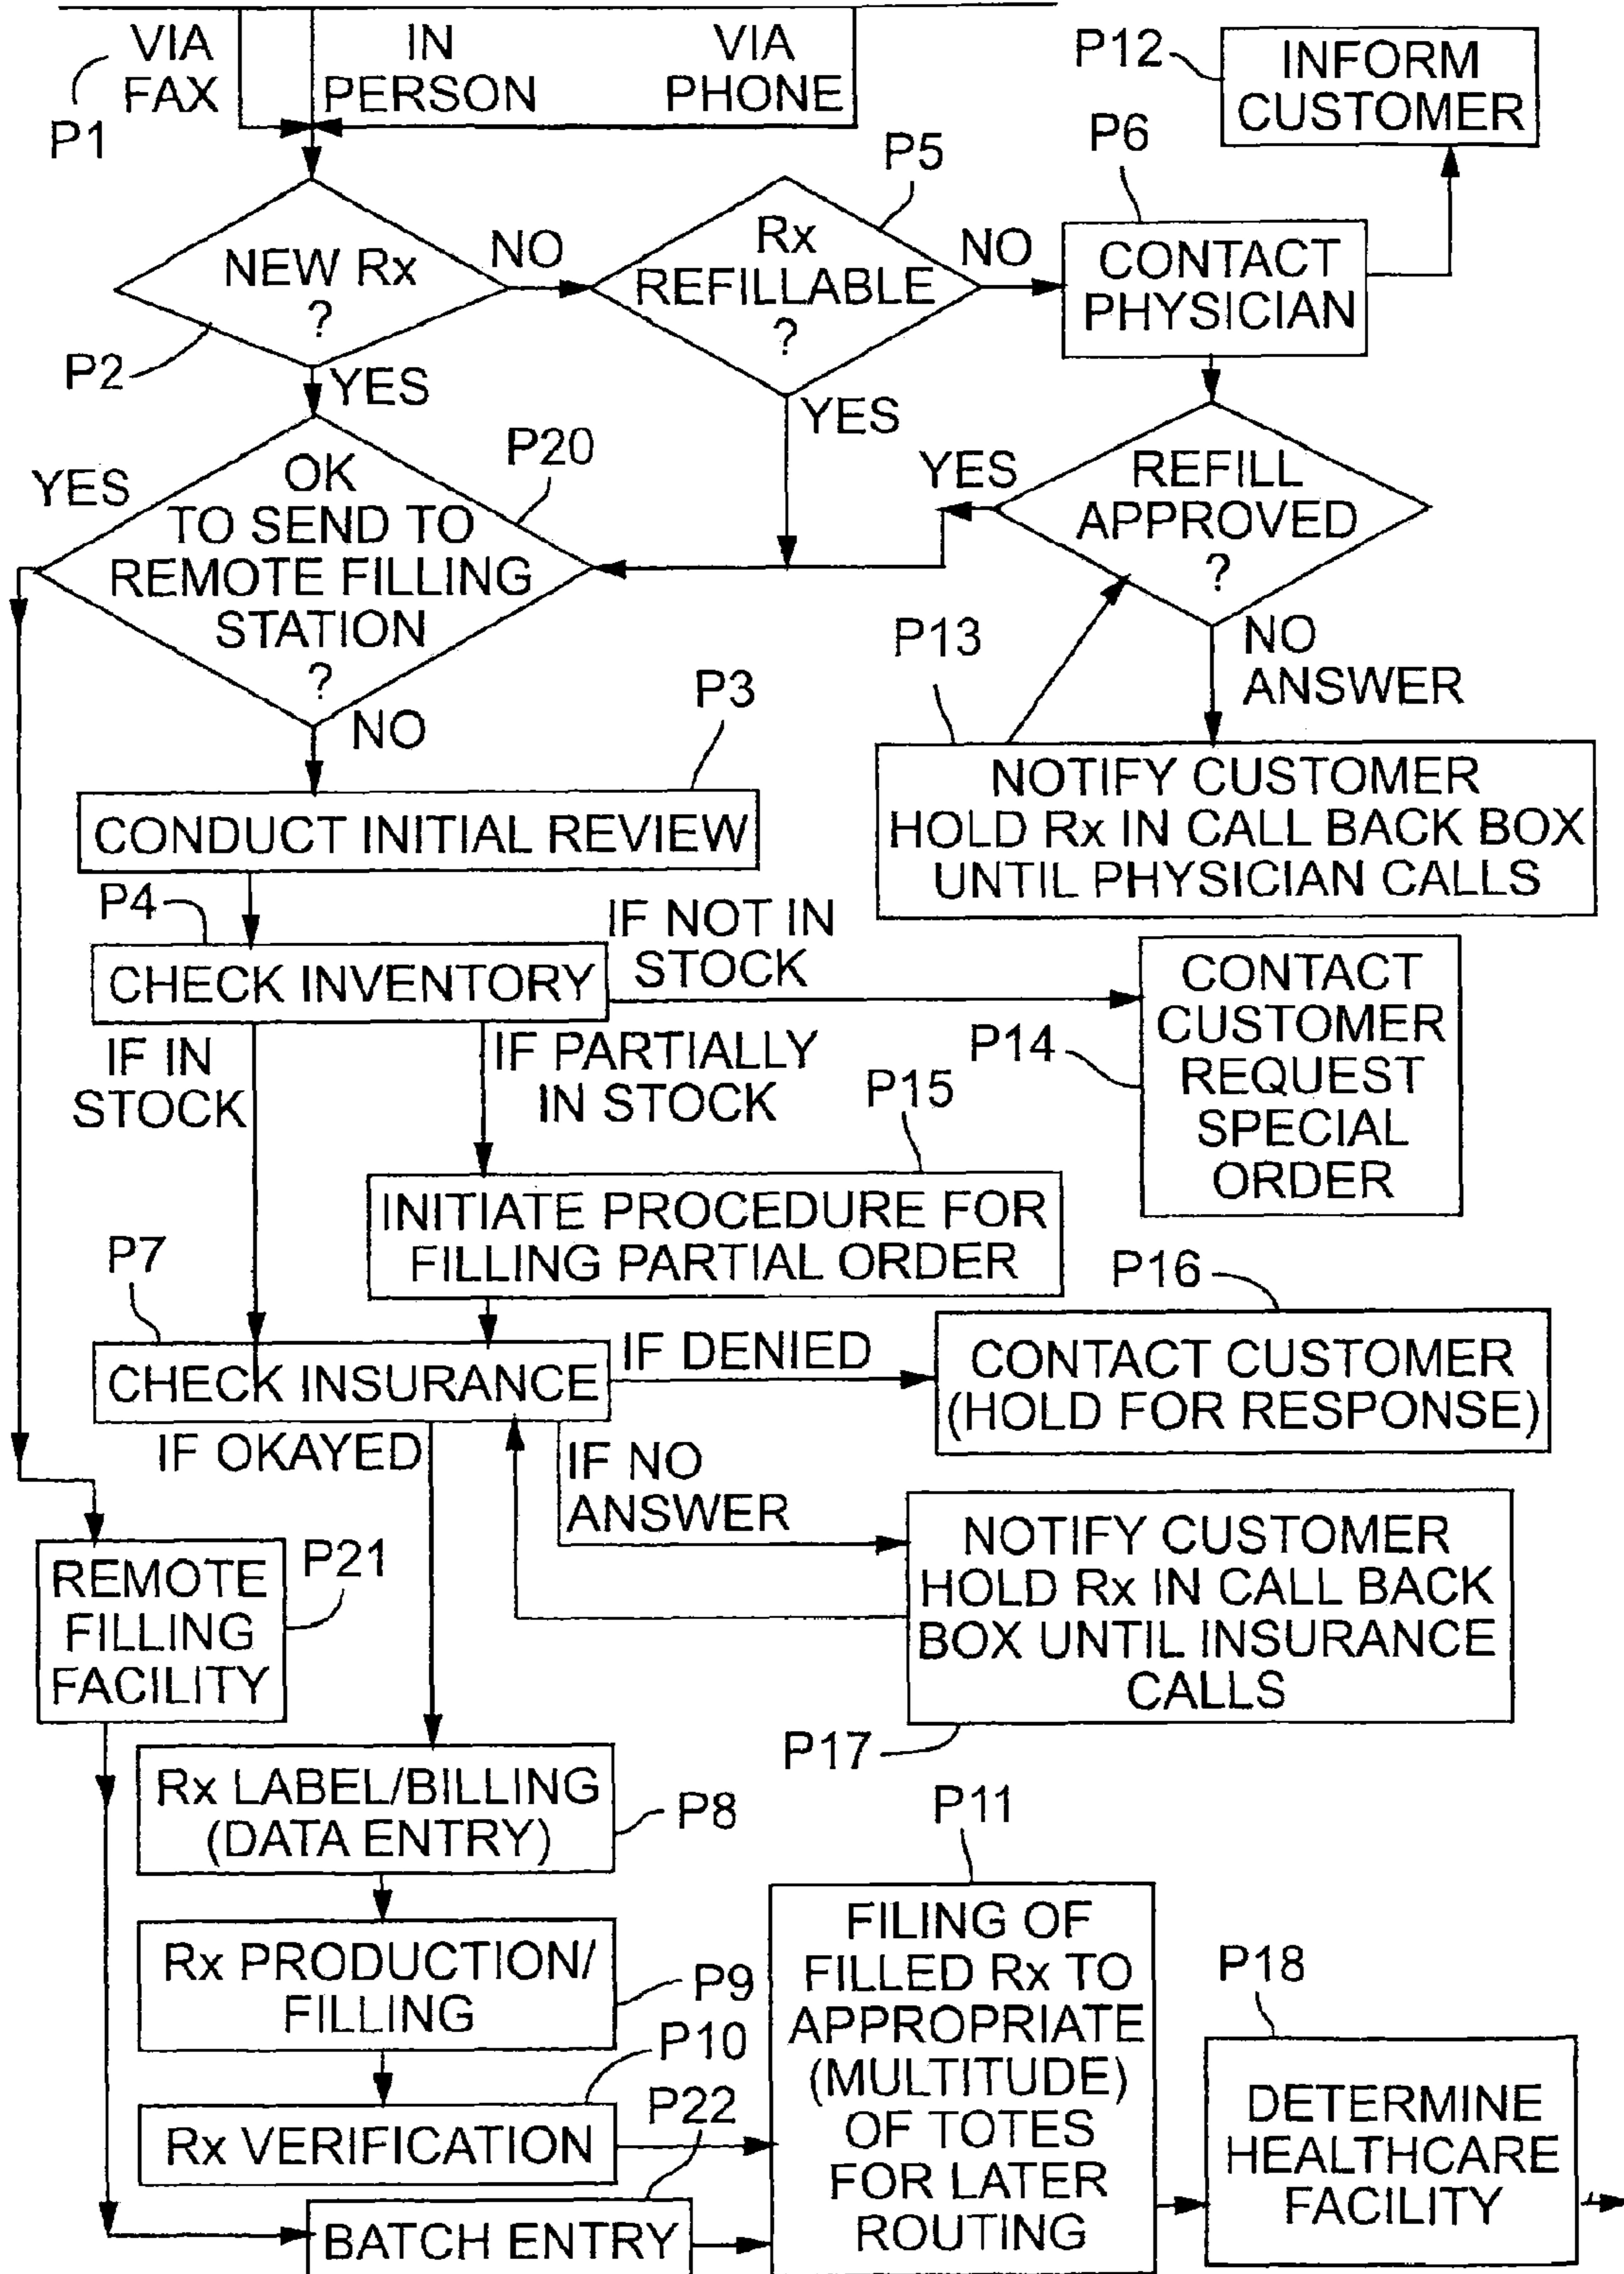 VIA
FAX
IN
PERSON
VIA
PHONE
P1
P12
INFORM
CUSTOMER
P6
P5
NEW Rx
?
NO
P2
YES
Rx
REFILLABLE
?
NO
YES
CONTACT
PHYSICIAN
YES
OK
TO SEND TO
REMOTE FILLING
STATION
?
P20
NO
YES
REFILL
APPROVED
?
NO
ANSWER
P13
NOTIFY CUSTOMER
HOLD Rx IN CALL BACK BOX
UNTIL PHYSICIAN CALLS
P3
CONDUCT INITIAL REVIEW
P4
CHECK INVENTORY
IF NOT IN
STOCK
CONTACT
CUSTOMER
REQUEST
SPECIAL
ORDER
P14
IF IN
STOCK
IF PARTIALLY
IN STOCK
P15
INITIATE PROCEDURE FOR
FILLING PARTIAL ORDER
P7
CHECK INSURANCE
IF DENIED
P16
CONTACT CUSTOMER
(HOLD FOR RESPONSE)
IF OKAYED
IF NO
ANSWER
NOTIFY CUSTOMER
HOLD Rx IN CALL BACK
BOX UNTIL INSURANCE
CALLS
P17
REMOTE
FILLING
FACILITY
P21
Rx LABEL/BILLING
(DATA ENTRY)
P8
Rx PRODUCTION/
FILLING
P9
P10
Rx VERIFICATION
P22
BATCH ENTRY
P11
FILING OF
FILLED Rx TO
APPROPRIATE
(MULTITUDE)
OF TOTES
FOR LATER
ROUTING
P18
DETERMINE
HEALTHCARE
FACILITY